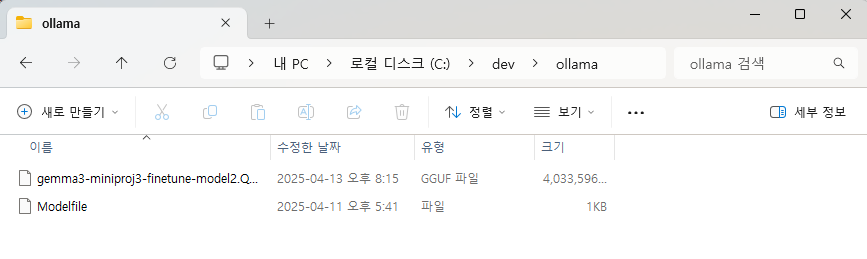 ollama
내 PC > 로컬 디스크 (C:) > dev > ollama
ollama 검색
새로 만들기
정렬
보기
세부 정보
이름 수정한 날짜 유형 크기
gemma3-miniproj3-finetune-model2.Q... 2025-04-13 오후 8:15 GGUF 파일 4,033,596...
Modelfile 2025-04-11 오후 5:41 파일 1KB